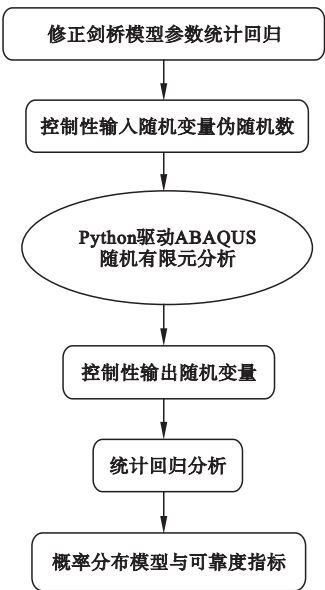 修正剑桥模型参数统计回归
控制性输入随机变量伪随机数
Python驱动ABAQUS
随机有限元分析
控制性输出随机变量
统计回归分析
概率分布模型与可靠度指标